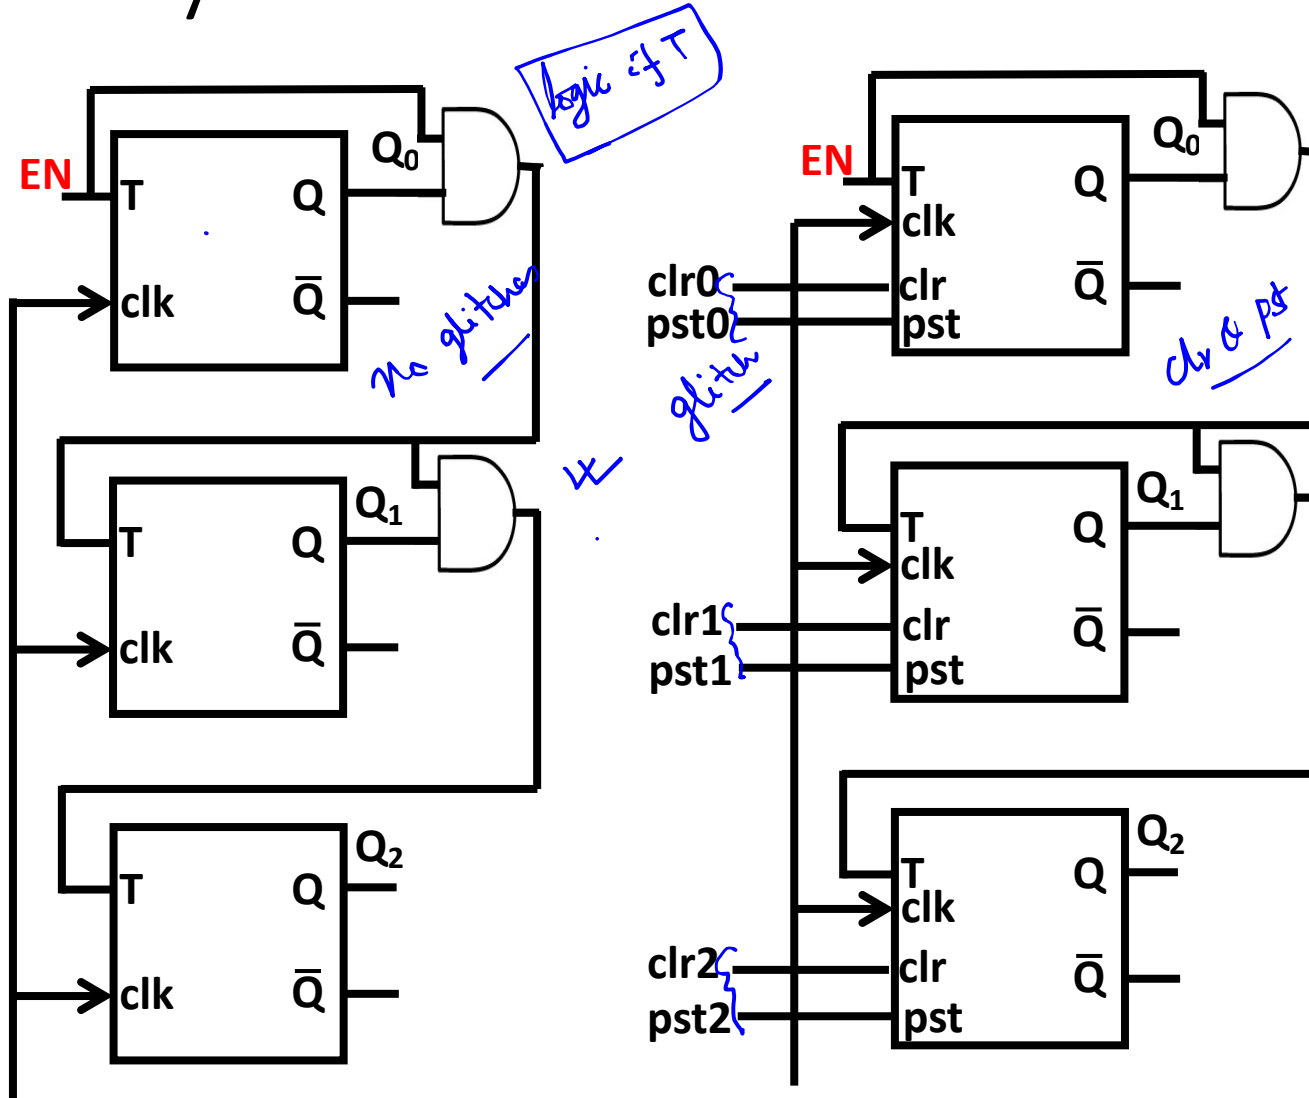 logic of T
EN
Q0
T
Q
clk
Q̅
No glitches
Q1
T
Q
clk
Q̅
Q2
T
Q
clk
Q̅
EN
Q0
T
Q
clk
clr0
clr
Q̅
pst0
pst
glitch
clr & pst
Q1
T
Q
clk
clr1
clr
Q̅
pst1
pst
Q2
T
Q
clk
clr2
clr
Q̅
pst2
pst